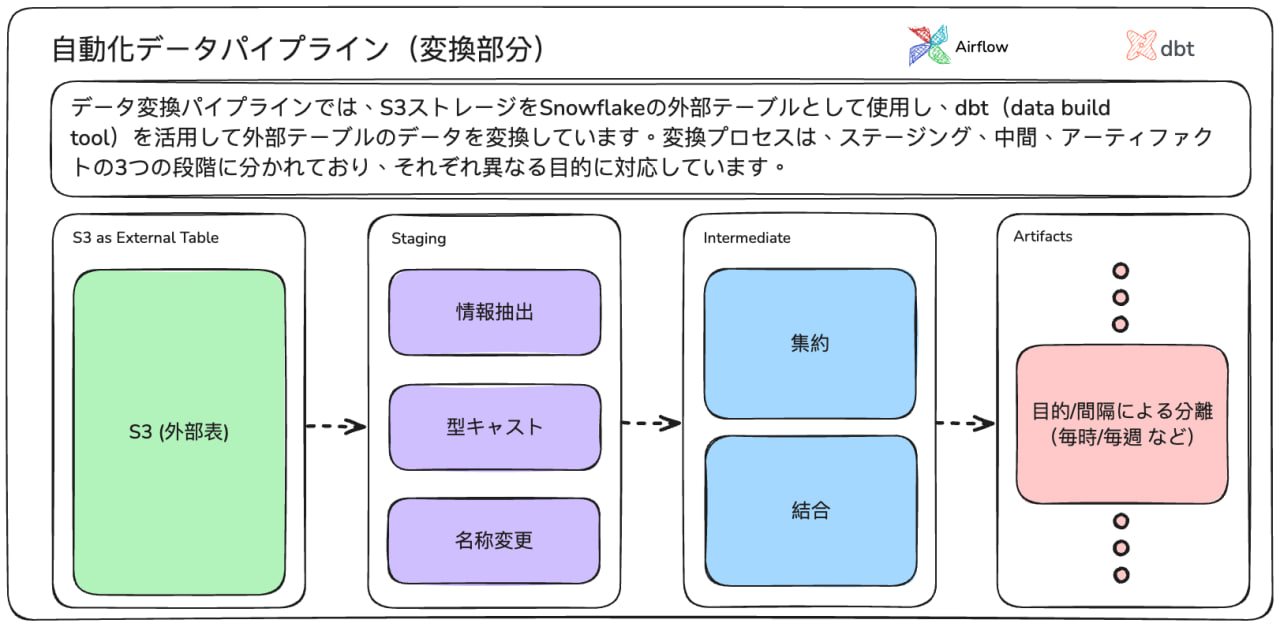 自動化データパイプライン（変換部分）
Airflow
dbt
データ変換パイプラインでは、S3ストレージをSnowflakeの外部テーブルとして使用し、dbt（data build
tool）を活用して外部テーブルのデータを変換しています。変換プロセスは、ステージング、中間、アーティファク
トの3つの段階に分かれており、それぞれ異なる目的に対応しています。
S3 as External Table
S3 (外部表)
Staging
情報抽出
型キャスト
名称変更
Intermediate
集約
結合
Artifacts
目的/間隔による分離
（毎時/毎週 など）